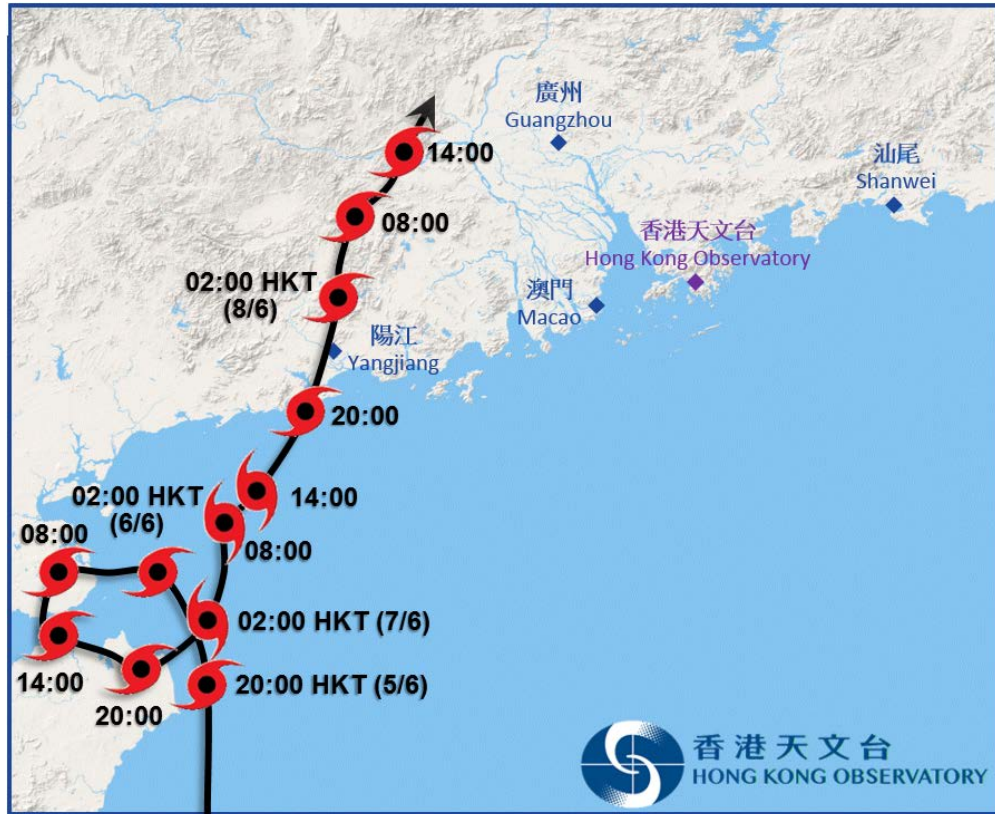 廣州
Guangzhou
14:00
汕尾
Shanwei
08:00
香港天文台
Hong Kong Observatory
02:00 HKT
(8/6)
澳門
Macao
陽江
Yangjiang
20:00
02:00 HKT
(6/6)
14:00
08:00
08:00
02:00 HKT (7/6)
14:00
20:00 HKT (5/6)
20:00
香港天文台
HONG KONG OBSERVATORY